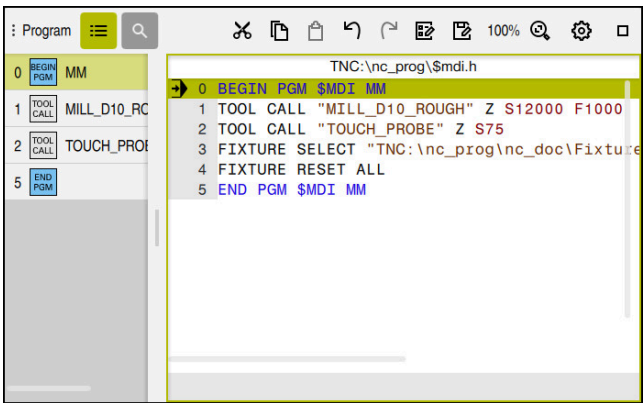 Program
100%
0 BEGIN PGM MM
1 TOOL CALL MILL_D10_RO
2 TOOL CALL TOUCH_PROB
5 END PGM
TNC:\nc_prog\$mdi.h
0 BEGIN PGM $MDI MM
1 TOOL CALL "MILL_D10_ROUGH" Z S12000 F1000
2 TOOL CALL "TOUCH_PROBE" Z S75
3 FIXTURE SELECT "TNC:\nc_prog\nc_doc\Fixture
4 FIXTURE RESET ALL
5 END PGM $MDI MM